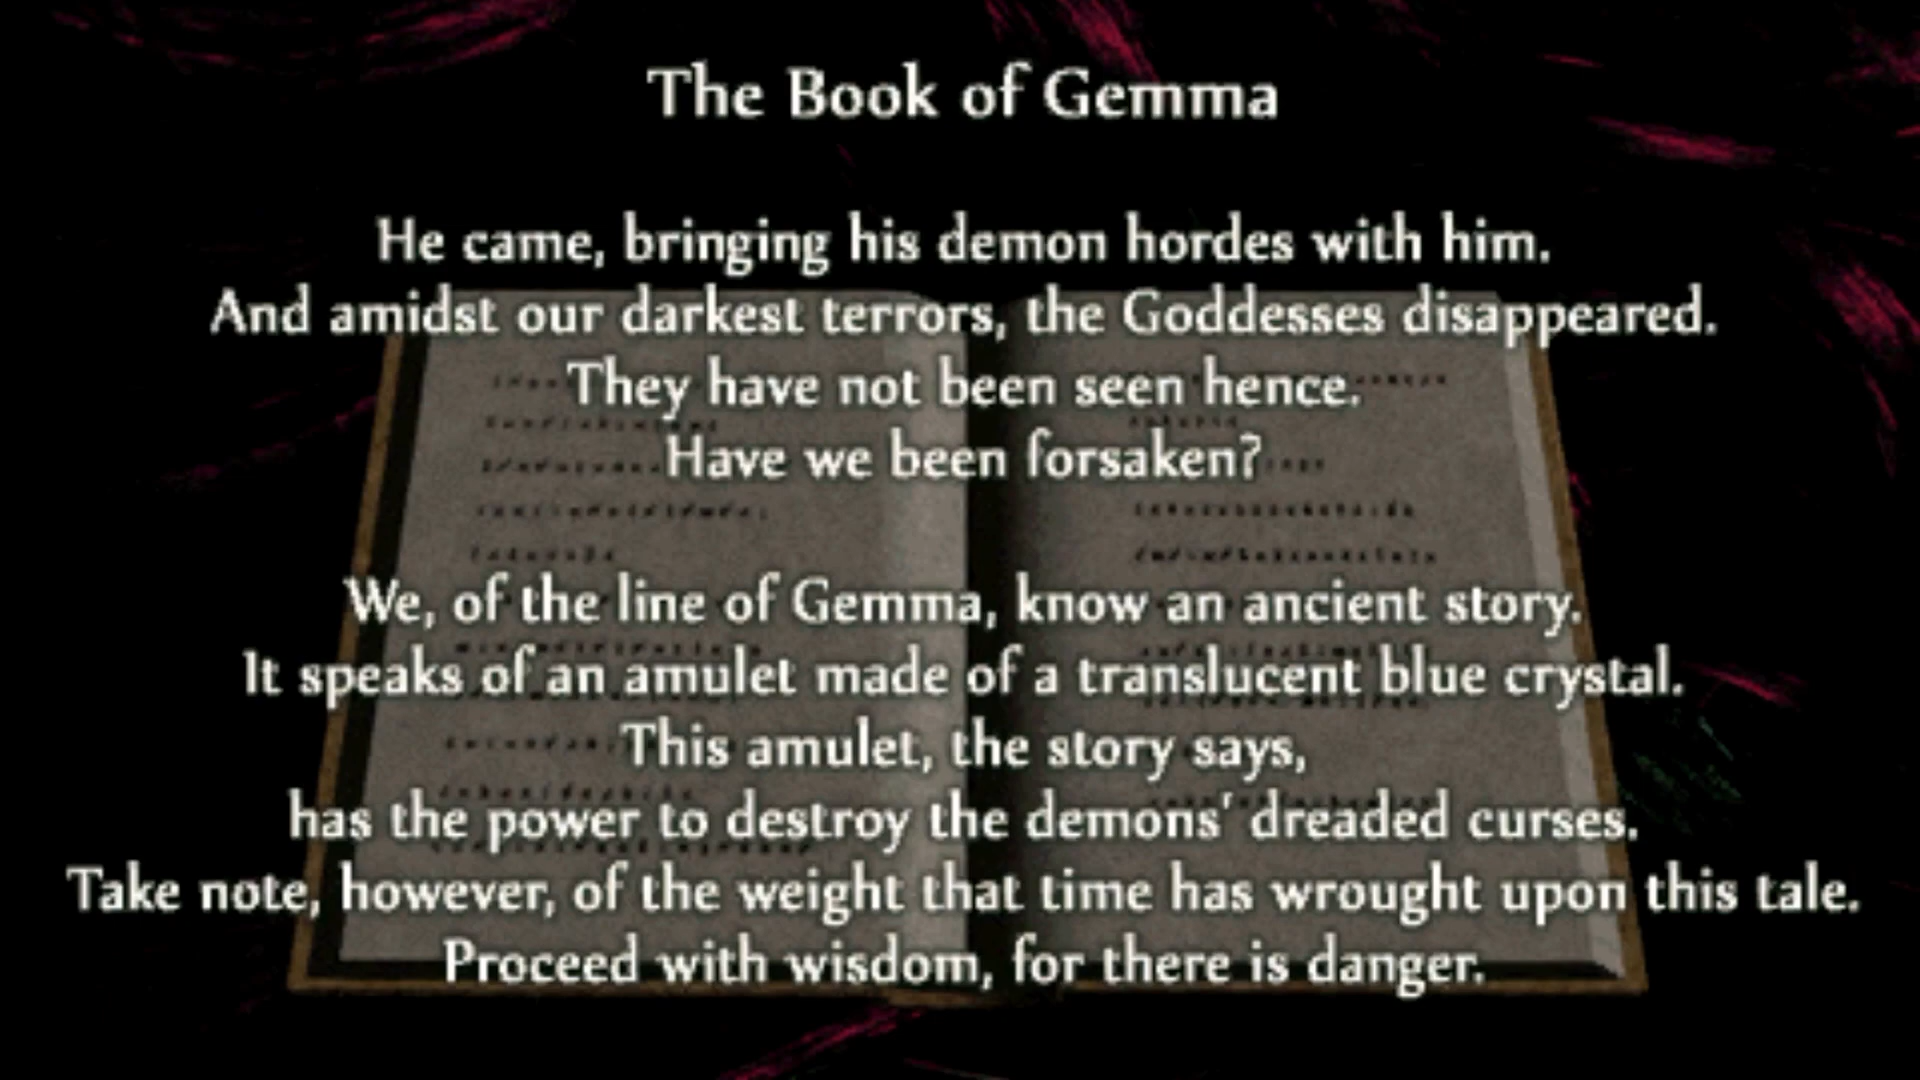 The Book of Gemma
He came, bringing his demon hordes with him.
And amidst our darkest terrors, the Goddesses disappeared.
They have not been seen hence.
Have we been forsaken?
We, of the line of Gemma, know an ancient story.
It speaks of an amulet made of a translucent blue crystal.
This amulet, the story says,
has the power to destroy the demons' dreaded curses.
Take note, however, of the weight that time has wrought upon this tale.
Proceed with wisdom, for there is danger.